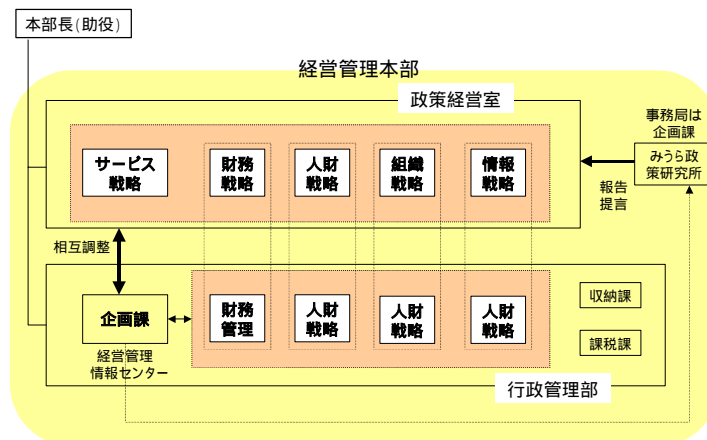 本部長(助役)
経営管理本部
政策経営室
サービス
戦略
財務
戦略
人財
戦略
組織
戦略
情報
戦略
事務局は
企画課
みうら政
策研究所
報告
提言
相互調整
企画課
経営管理
情報センター
財務
管理
人財
戦略
人財
戦略
人財
戦略
収納課
課税課
行政管理部